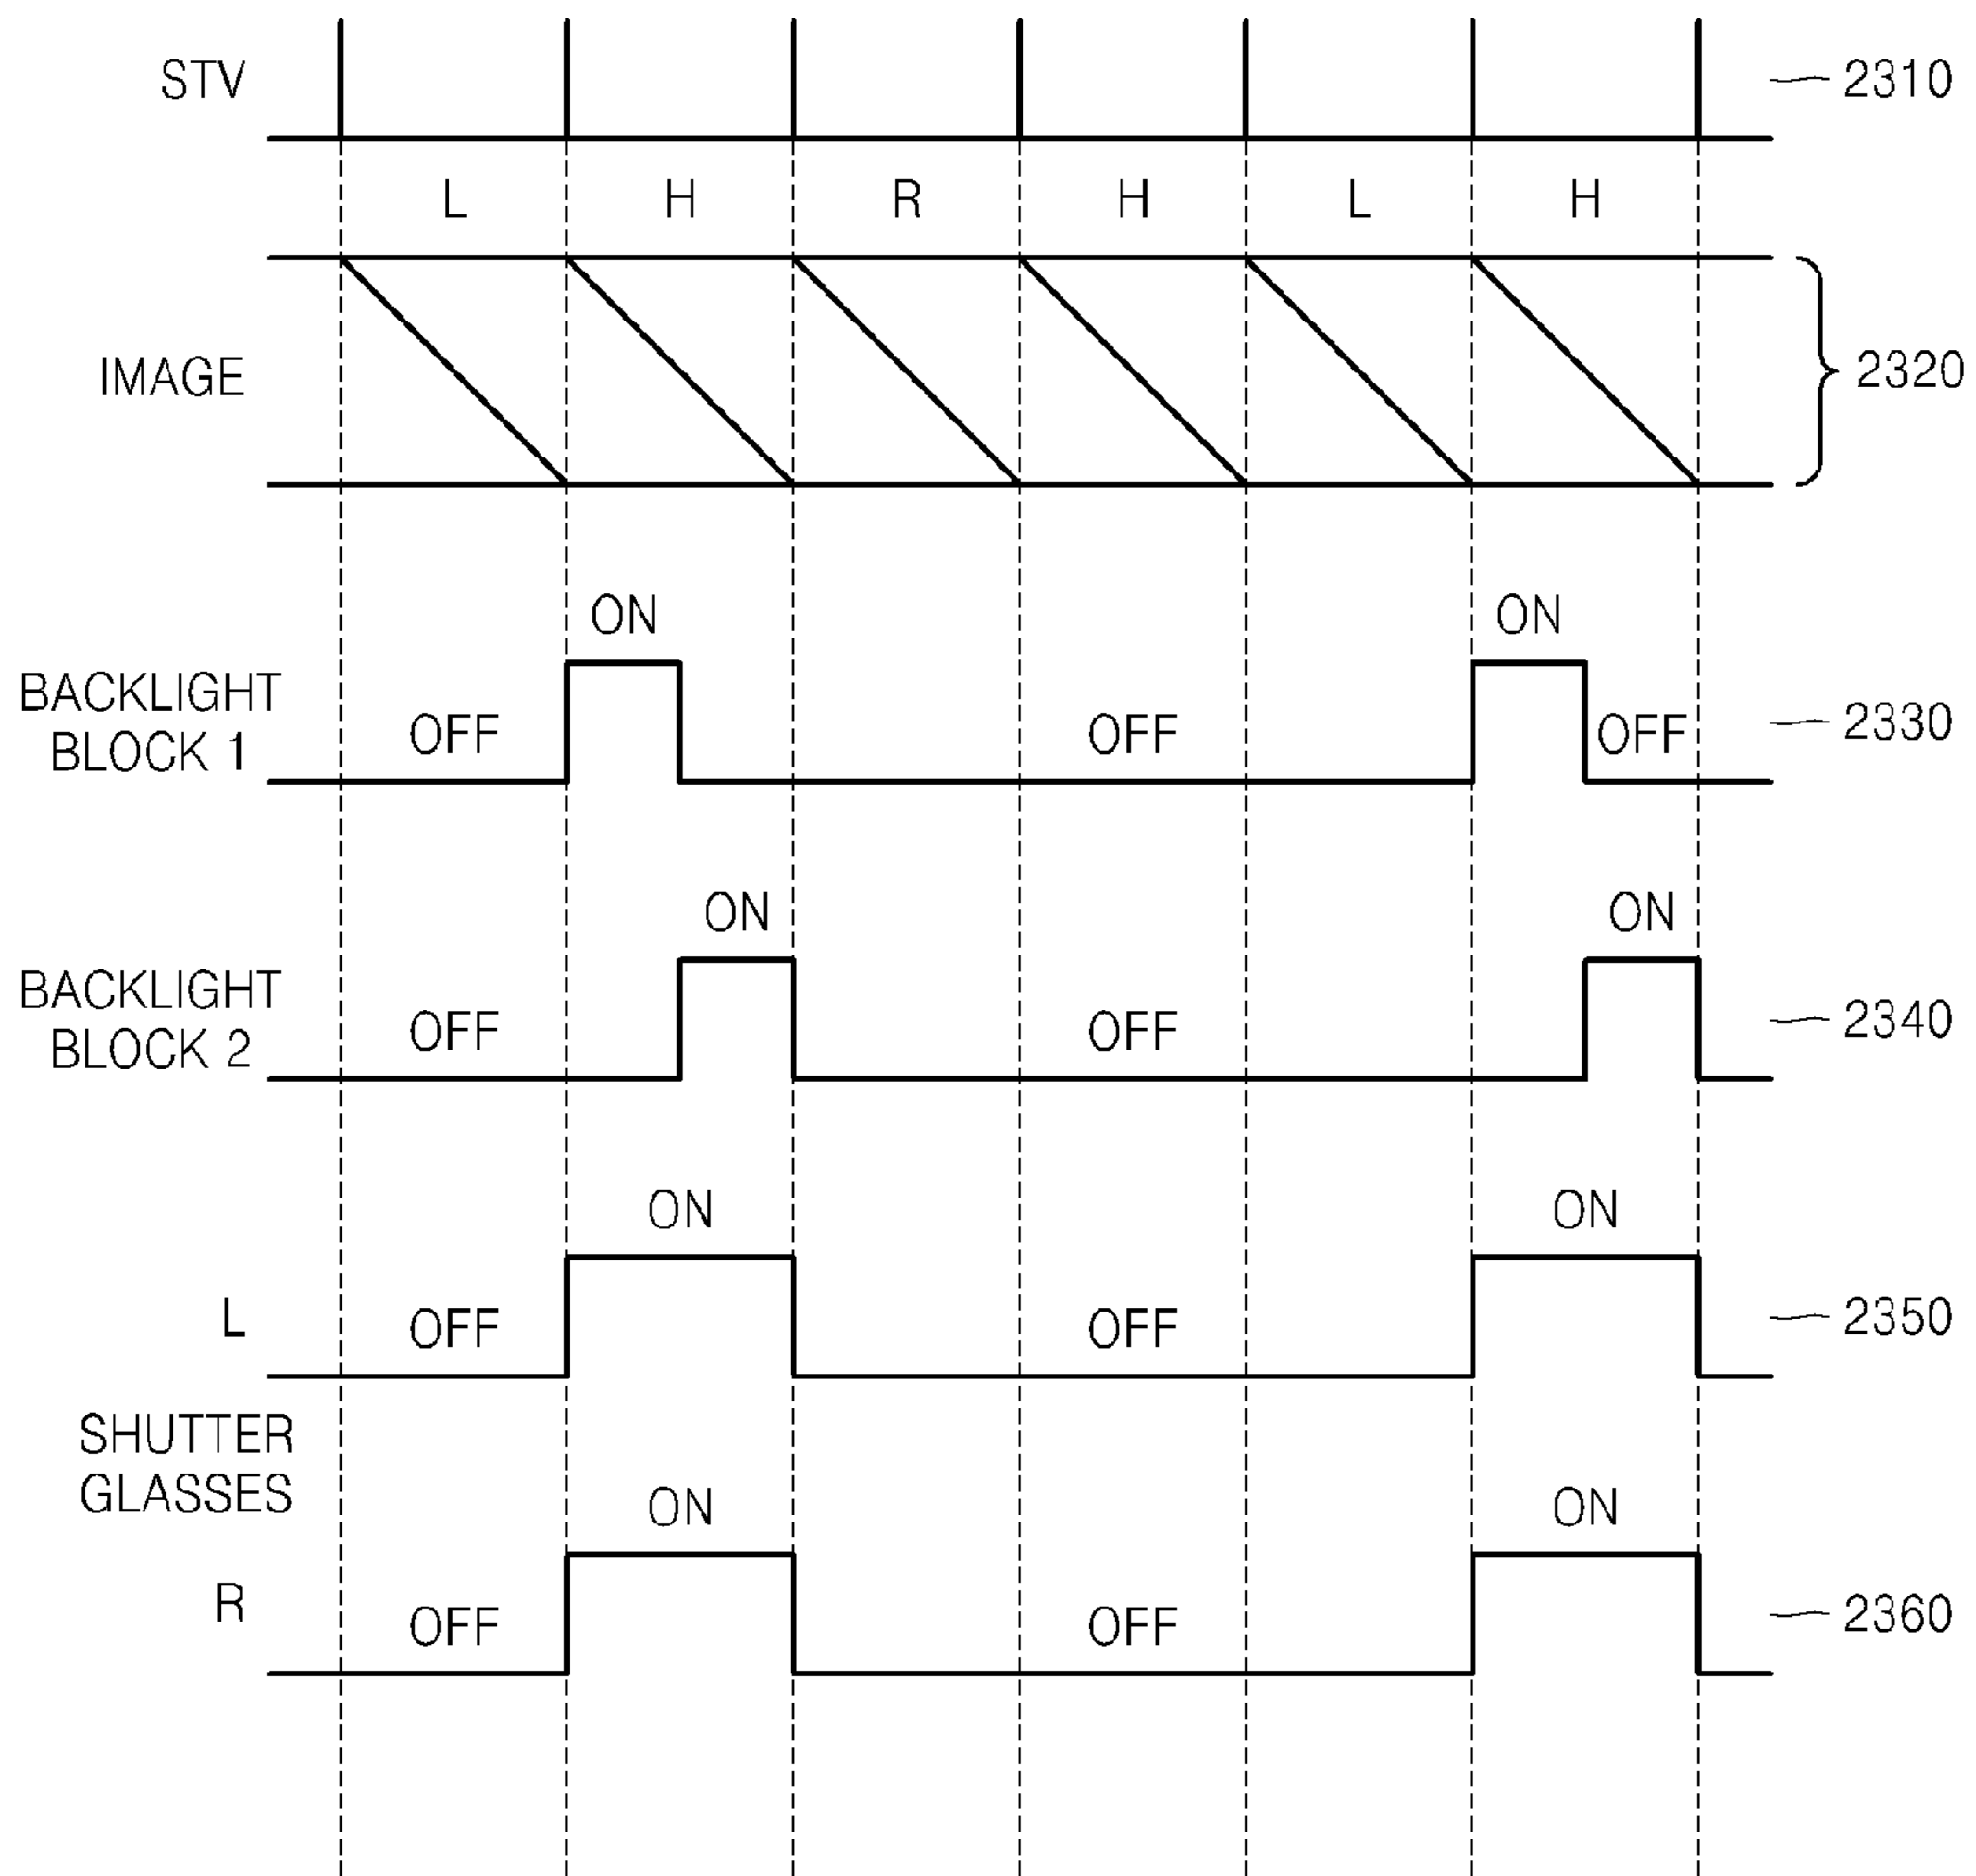 STV
2310
L H R H L H
IMAGE
2320
ON ON
BACKLIGHT
BLOCK 1
OFF OFF OFF
2330
ON ON
BACKLIGHT
BLOCK 2
OFF OFF
2340
ON ON
L
OFF OFF
2350
SHUTTER
GLASSES
ON ON
R
OFF OFF
2360